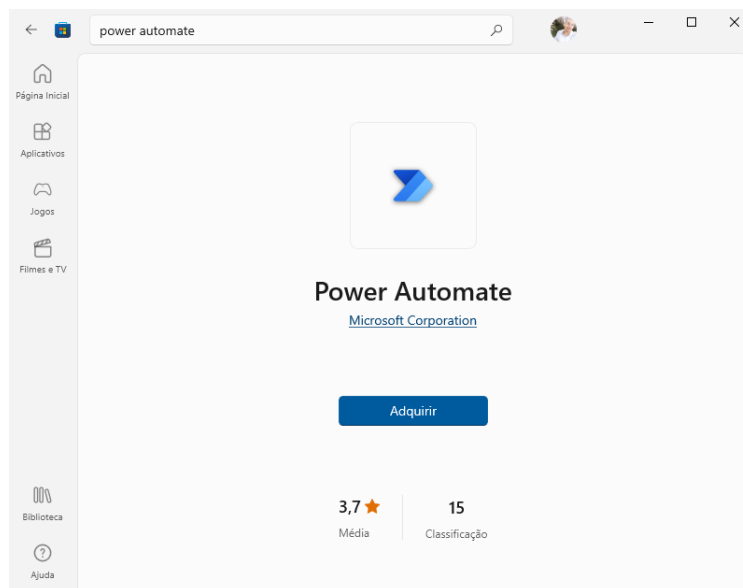 power automate
Página Inicial
Aplicativos
Jogos
Filmes e TV
Power Automate
Microsoft Corporation
Adquirir
3,7
15
Média
Classificação
Biblioteca
Ajuda